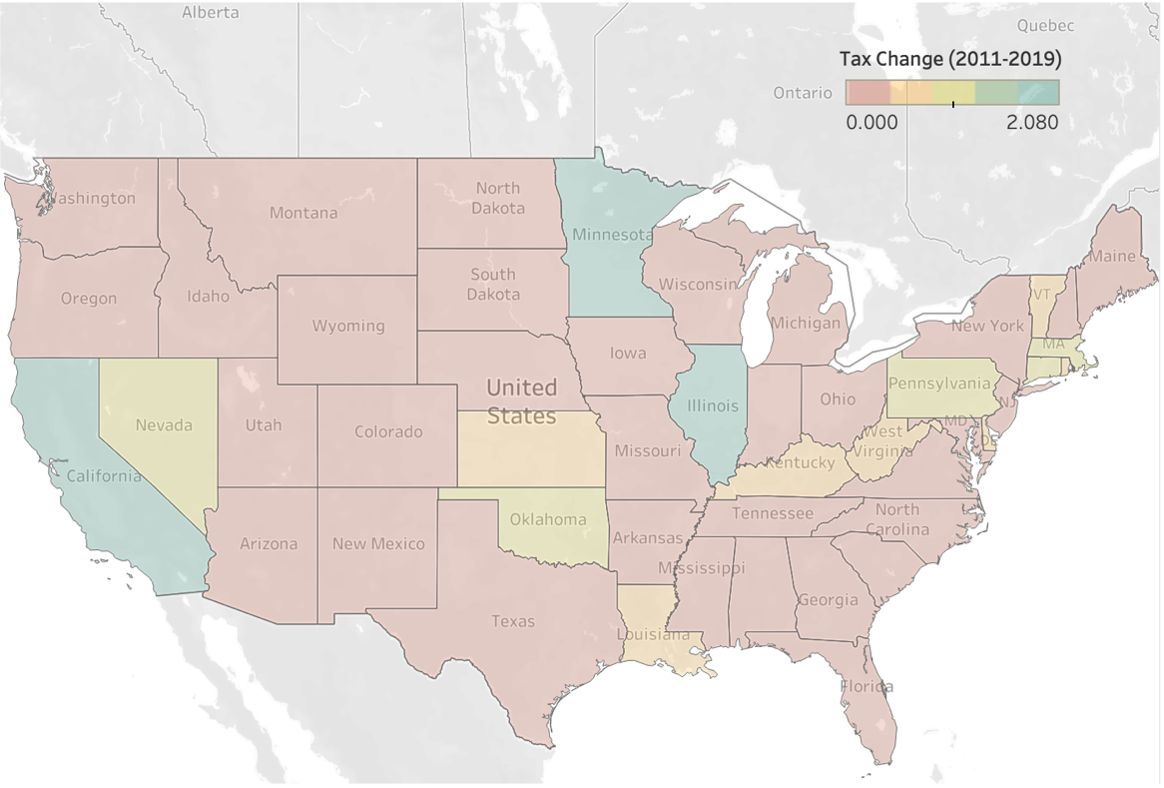 Alberta
Quebec
Tax Change (2011-2019)
Ontario
0.000
2.080
Washington
Montana
North
Dakota
Minnesota
South
Dakota
Wisconsin
Maine
Oregon
Idaho
Wyoming
Michigan
New York
VT
MA
Iowa
United
States
Pennsylvania
Nevada
Utah
Colorado
Illinois
Ohio
NJ
MD
DE
West
Virginia
Missouri
Kentucky
California
Oklahoma
Tennessee
North
Carolina
Arizona
New Mexico
Arkansas
Mississippi
Georgia
Texas
Louisiana
Florida